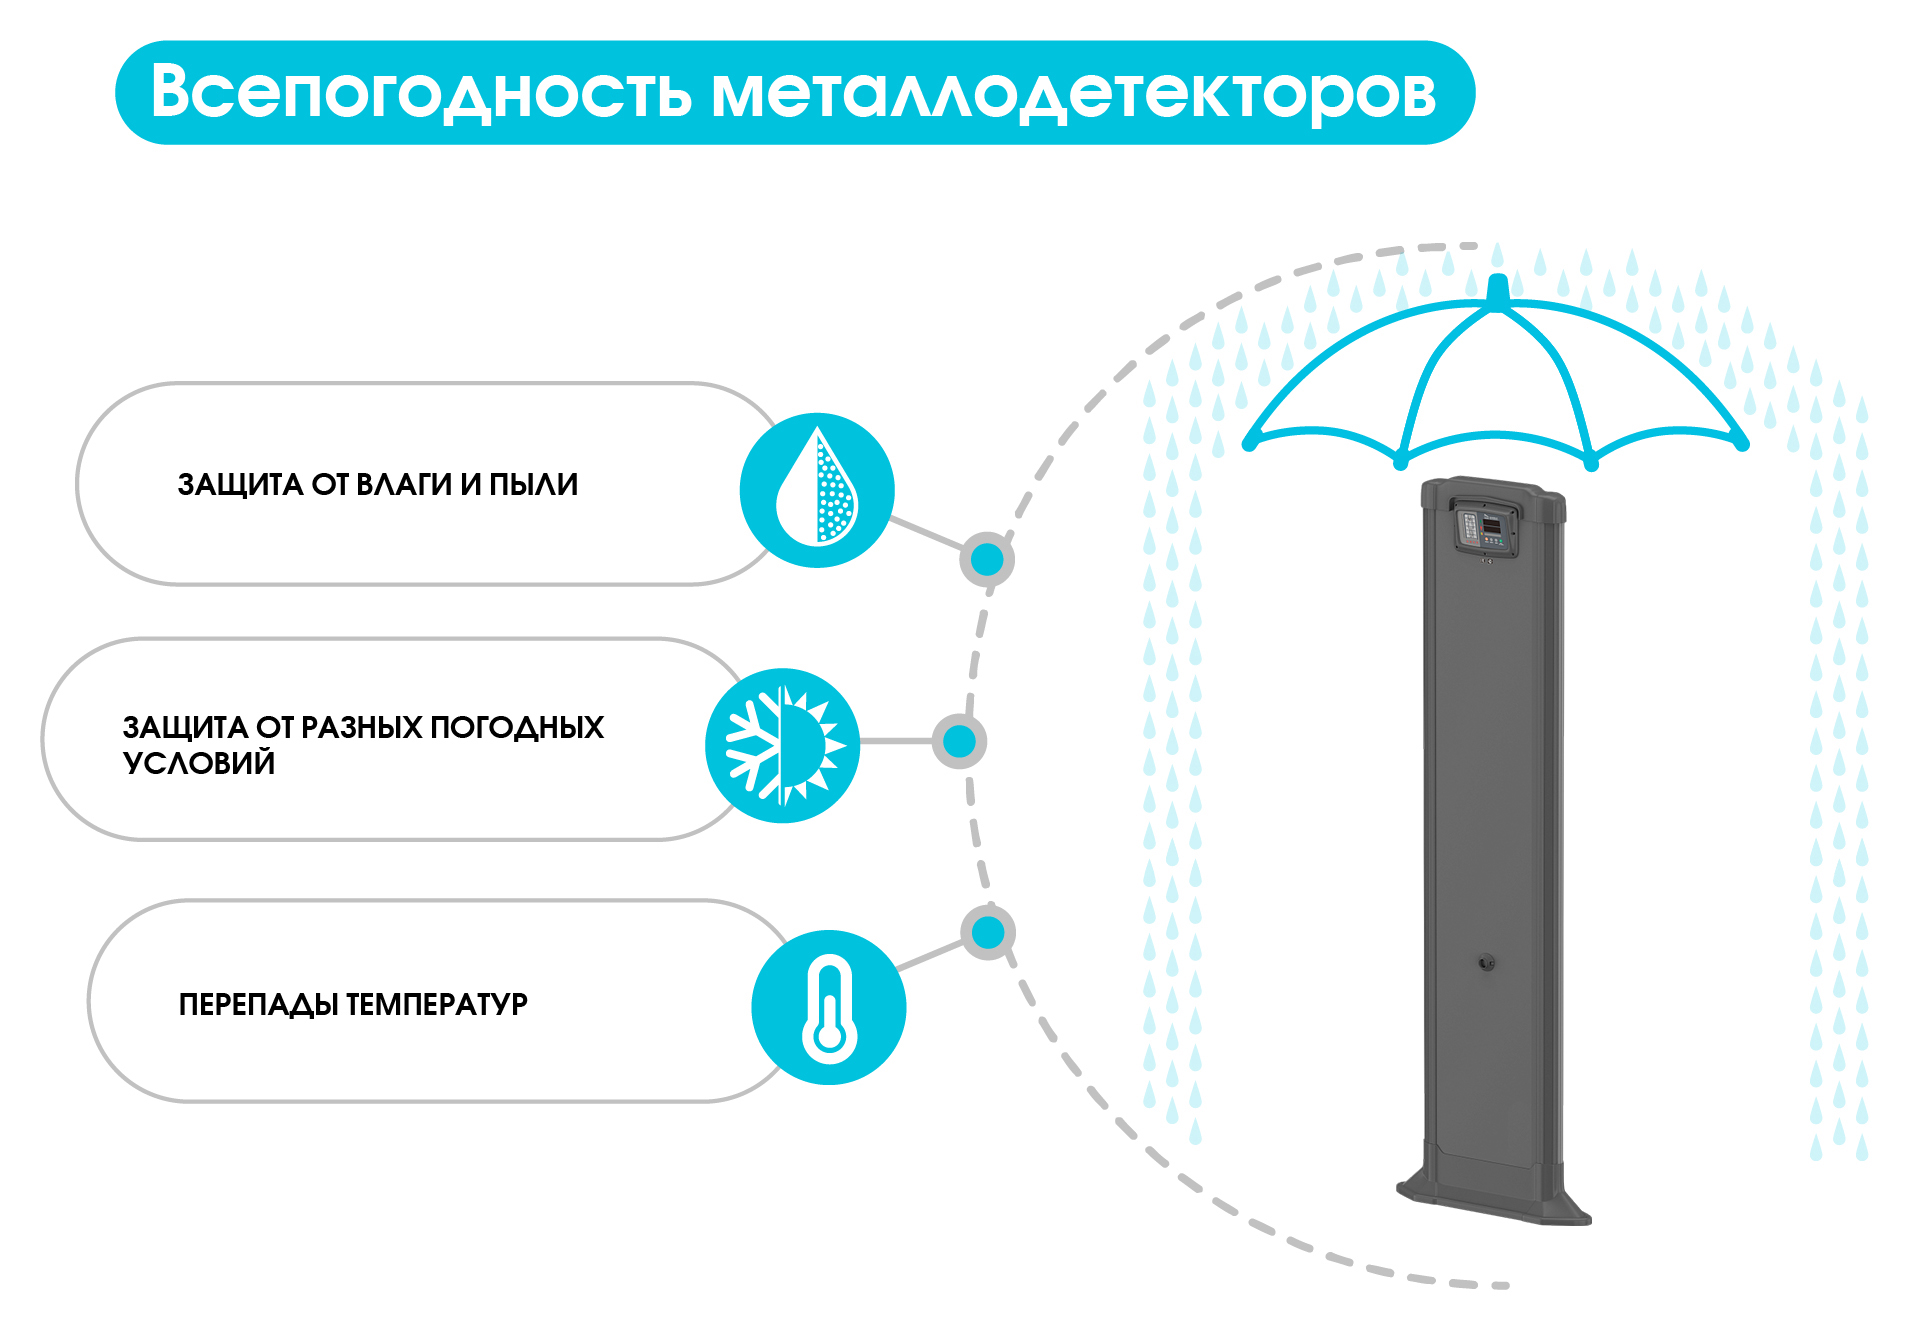 Всепогодность металлодетекторов
ЗАЩИТА ОТ ВЛАГИ И ПЫЛИ
ЗАЩИТА ОТ РАЗНЫХ ПОГОДНЫХ
УСЛОВИЙ
ПЕРЕПАДЫ ТЕМПЕРАТУР